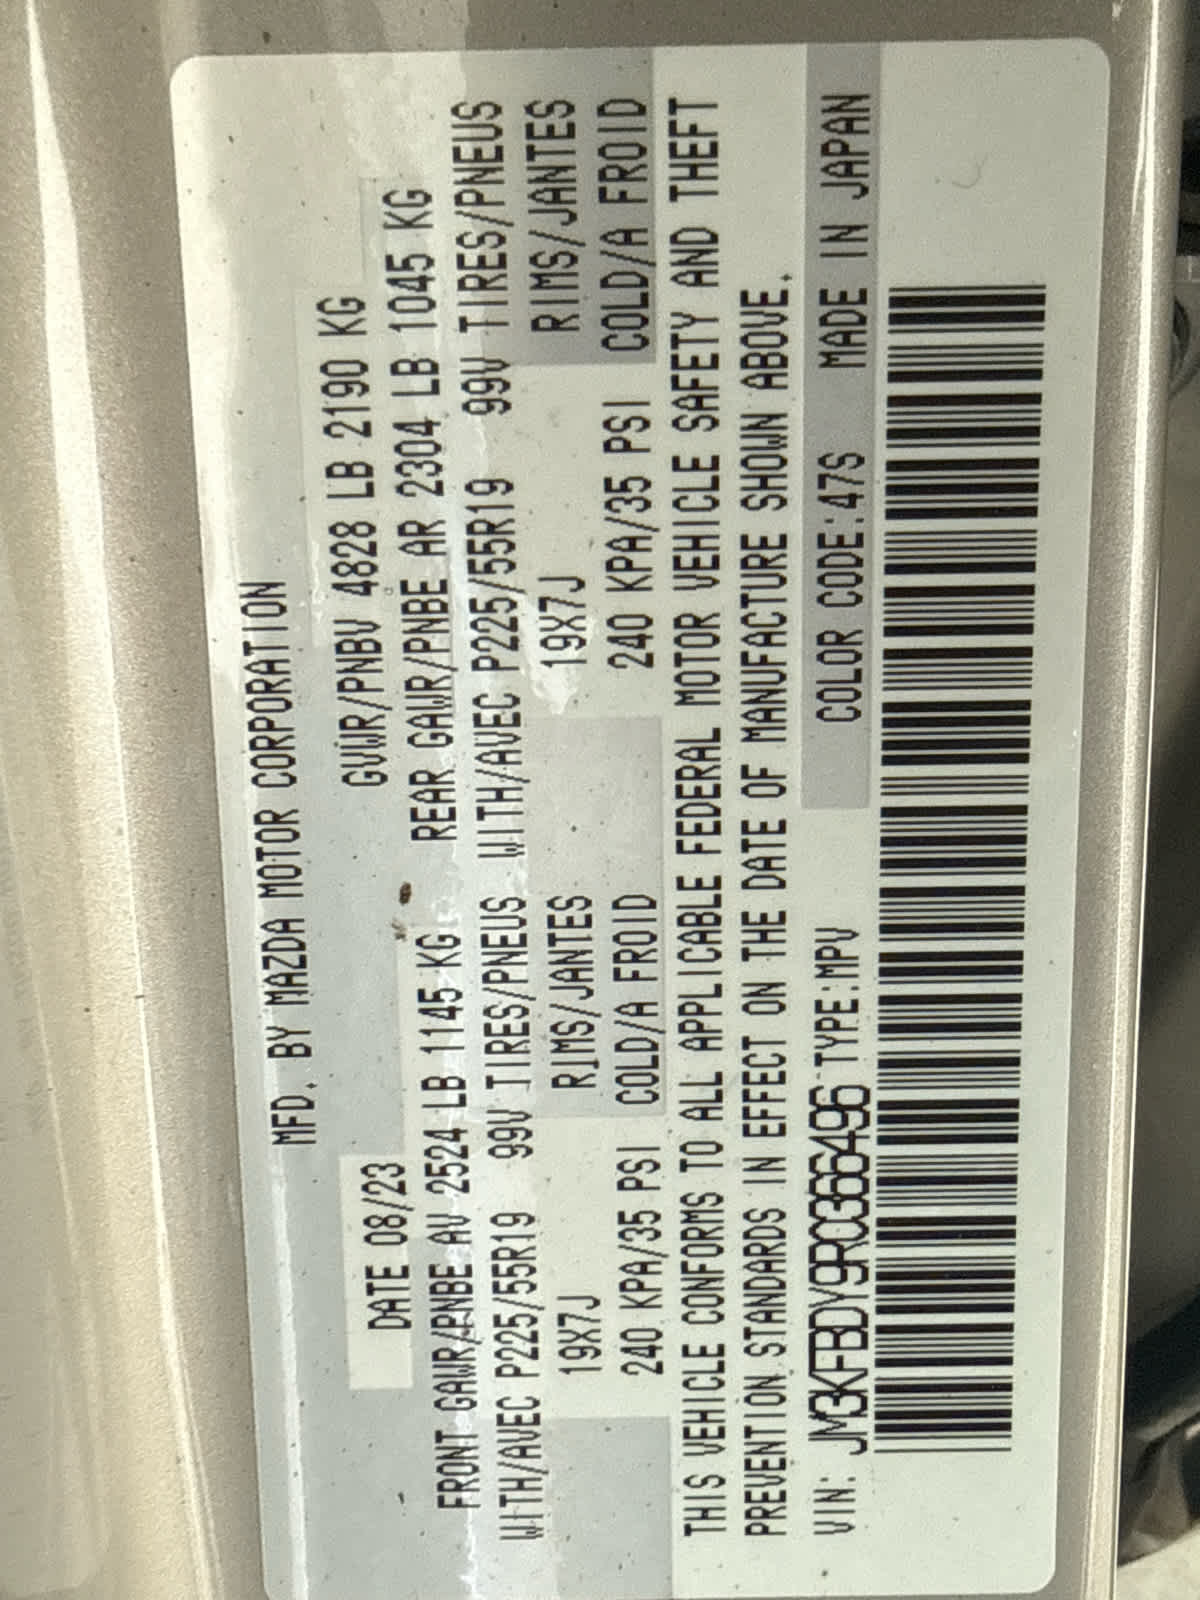 MFD. BY MAZDA MOTOR CORPORATION
DATE 08/23 GVWR/PNBV 4828 LB 2190 KG
FRONT GAWR/PNBE AV 2524 LB 1145 KG REAR GAWR/PNBE AR 2304 LB 1045 KG
WITH/AVEC P225/55R19 99V TIRES/PNEUS WITH/AVEC P225/55R19 99V TIRES/PNEUS
19X7J RIMS/JANTES 19X7J RIMS/JANTES
240 KPA/35 PSI COLD/A FROID 240 KPA/35 PSI COLD/A FROID
THIS VEHICLE CONFORMS TO ALL APPLICABLE FEDERAL MOTOR VEHICLE SAFETY AND THEFT
PREVENTION STANDARDS IN EFFECT ON THE DATE OF MANUFACTURE SHOWN ABOVE.
VIN: JM3KFBDY9R0366496 TYPE:MPV COLOR CODE:47S MADE IN JAPAN